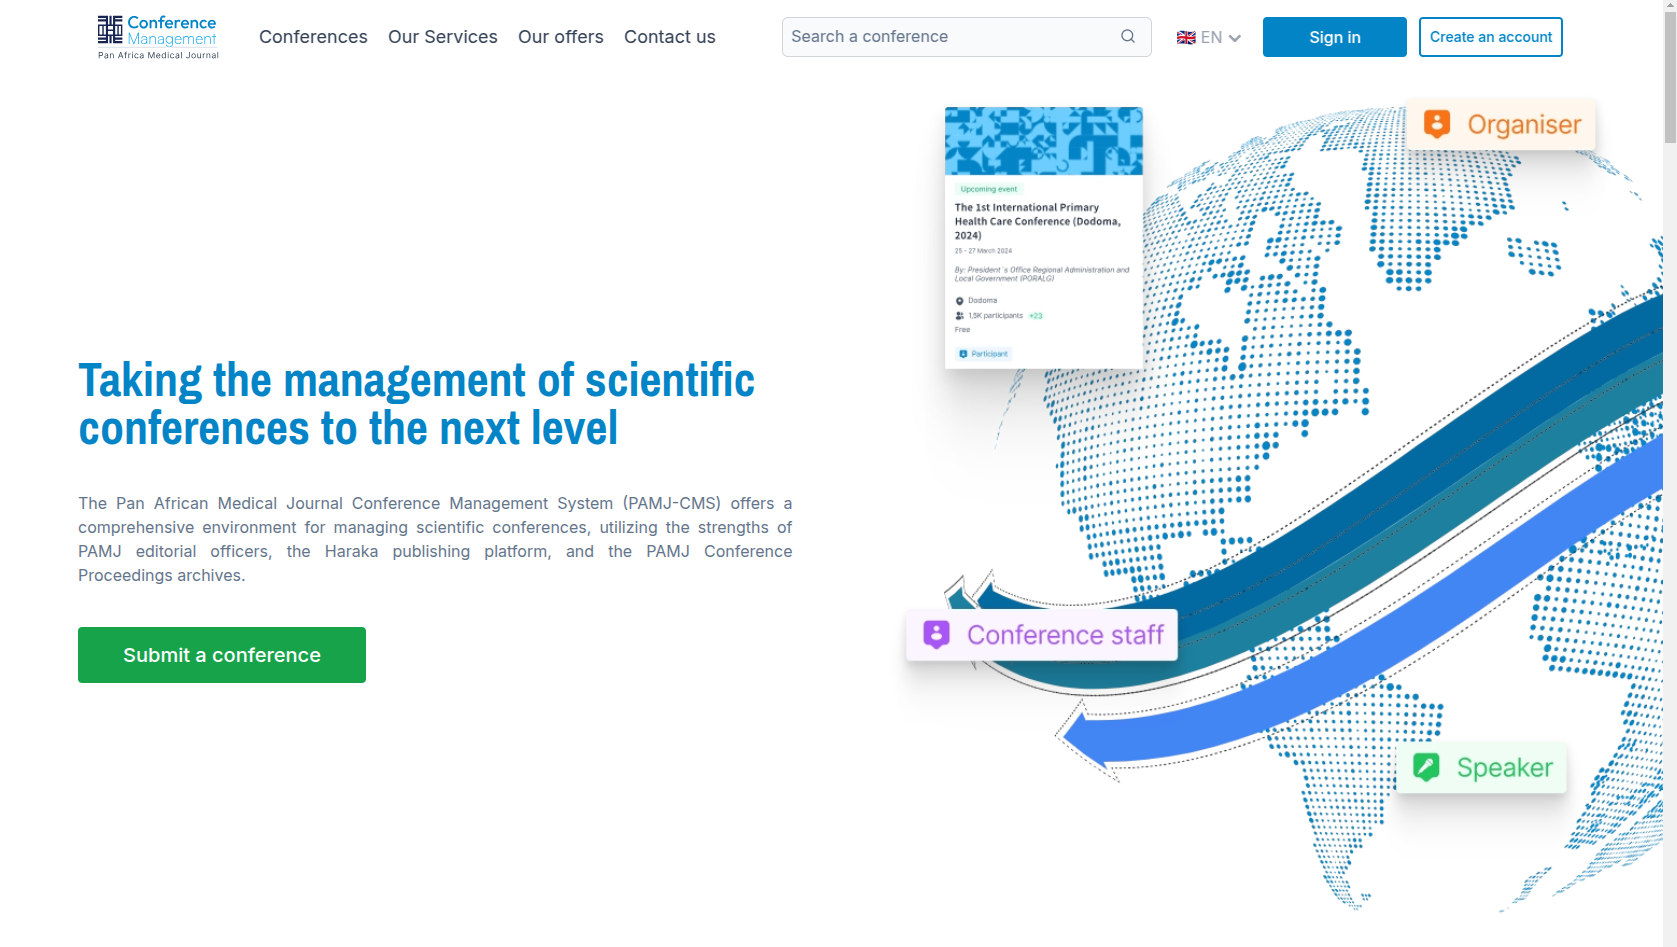 Conference
Management
Pan Africa Medical Journal
Conferences
Our Services
Our offers
Contact us
Search a conference
EN
Sign in
Create an account
Organiser
Upcoming event
The 1st International Primary
Health Care Conference (Dodoma,
2024)
25 - 27 March 2024
By: President 's Office Regional Administration and
Local Government (PORALG)
Dodoma
1,5K participants +23
Free
Participant
Taking the management of scientific
conferences to the next level
The Pan African Medical Journal Conference Management System (PAMJ-CMS) offers a
comprehensive environment for managing scientific conferences, utilizing the strengths of
PAMJ editorial officers, the Haraka publishing platform, and the PAMJ Conference
Proceedings archives.
Submit a conference
Conference staff
Speaker